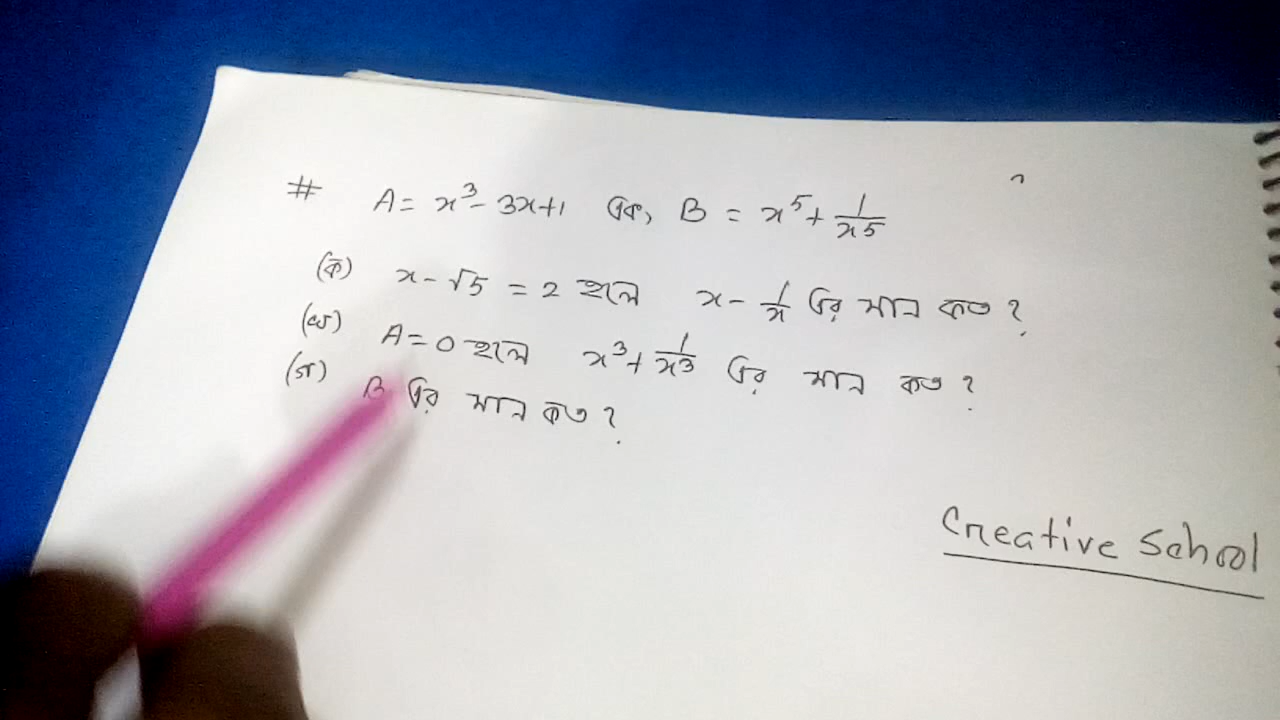 # A = x³ - 3x + 1 এবং, B = x⁵ + 1/x⁵
(ক) x - √5 = 2 হলে x - 1/x এর মান কত ?
(খ) A = 0 হলে x³ + 1/x³ এর মান কত ?
(গ) B এর মান কত ?
Creative School